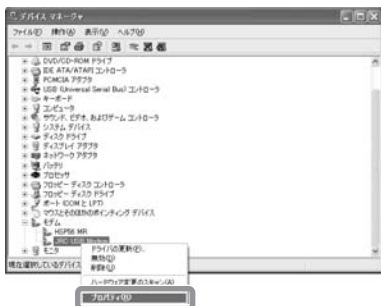 デバイス マネージャ
ファイル(F) 操作(A) 表示(V) ヘルプ(H)
DVD/CD-ROM ドライブ
IDE ATA/ATAPI コントローラ
PCMCIA アダプタ
USB (Universal Serial Bus) コントローラ
キーボード
コンピュータ
サウンド、ビデオ、およびゲーム コントローラ
システム デバイス
ディスク ドライブ
ディスプレイ アダプタ
ネットワーク アダプタ
バッテリ
プロセッサ
フロッピー ディスク コントローラ
フロッピー ディスク ドライブ
ポート (COM と LPT)
マウスとそのほかのポインティング デバイス
モデム
HSP56 MR
JRC USB Modem
モニタ
ドライバの更新(P)...
無効(D)
削除(U)
ハードウェア変更のスキャン(A)
プロパティ(R)
現在選択しているデバイス